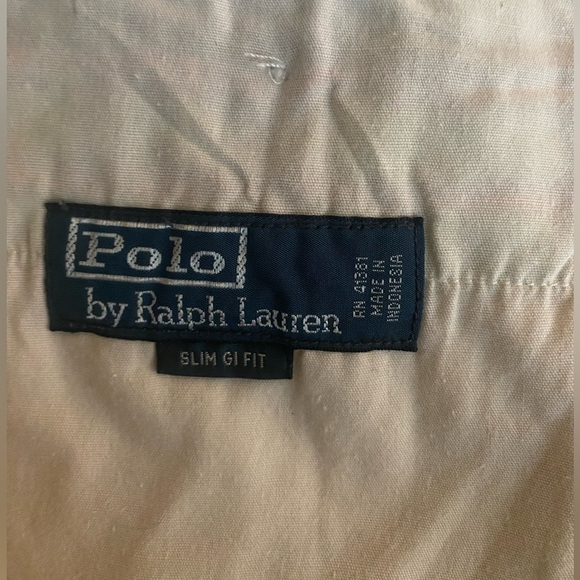 Polo
by Ralph Lauren
RN 41381
MADE IN
INDONESIA
SLIM GI FIT